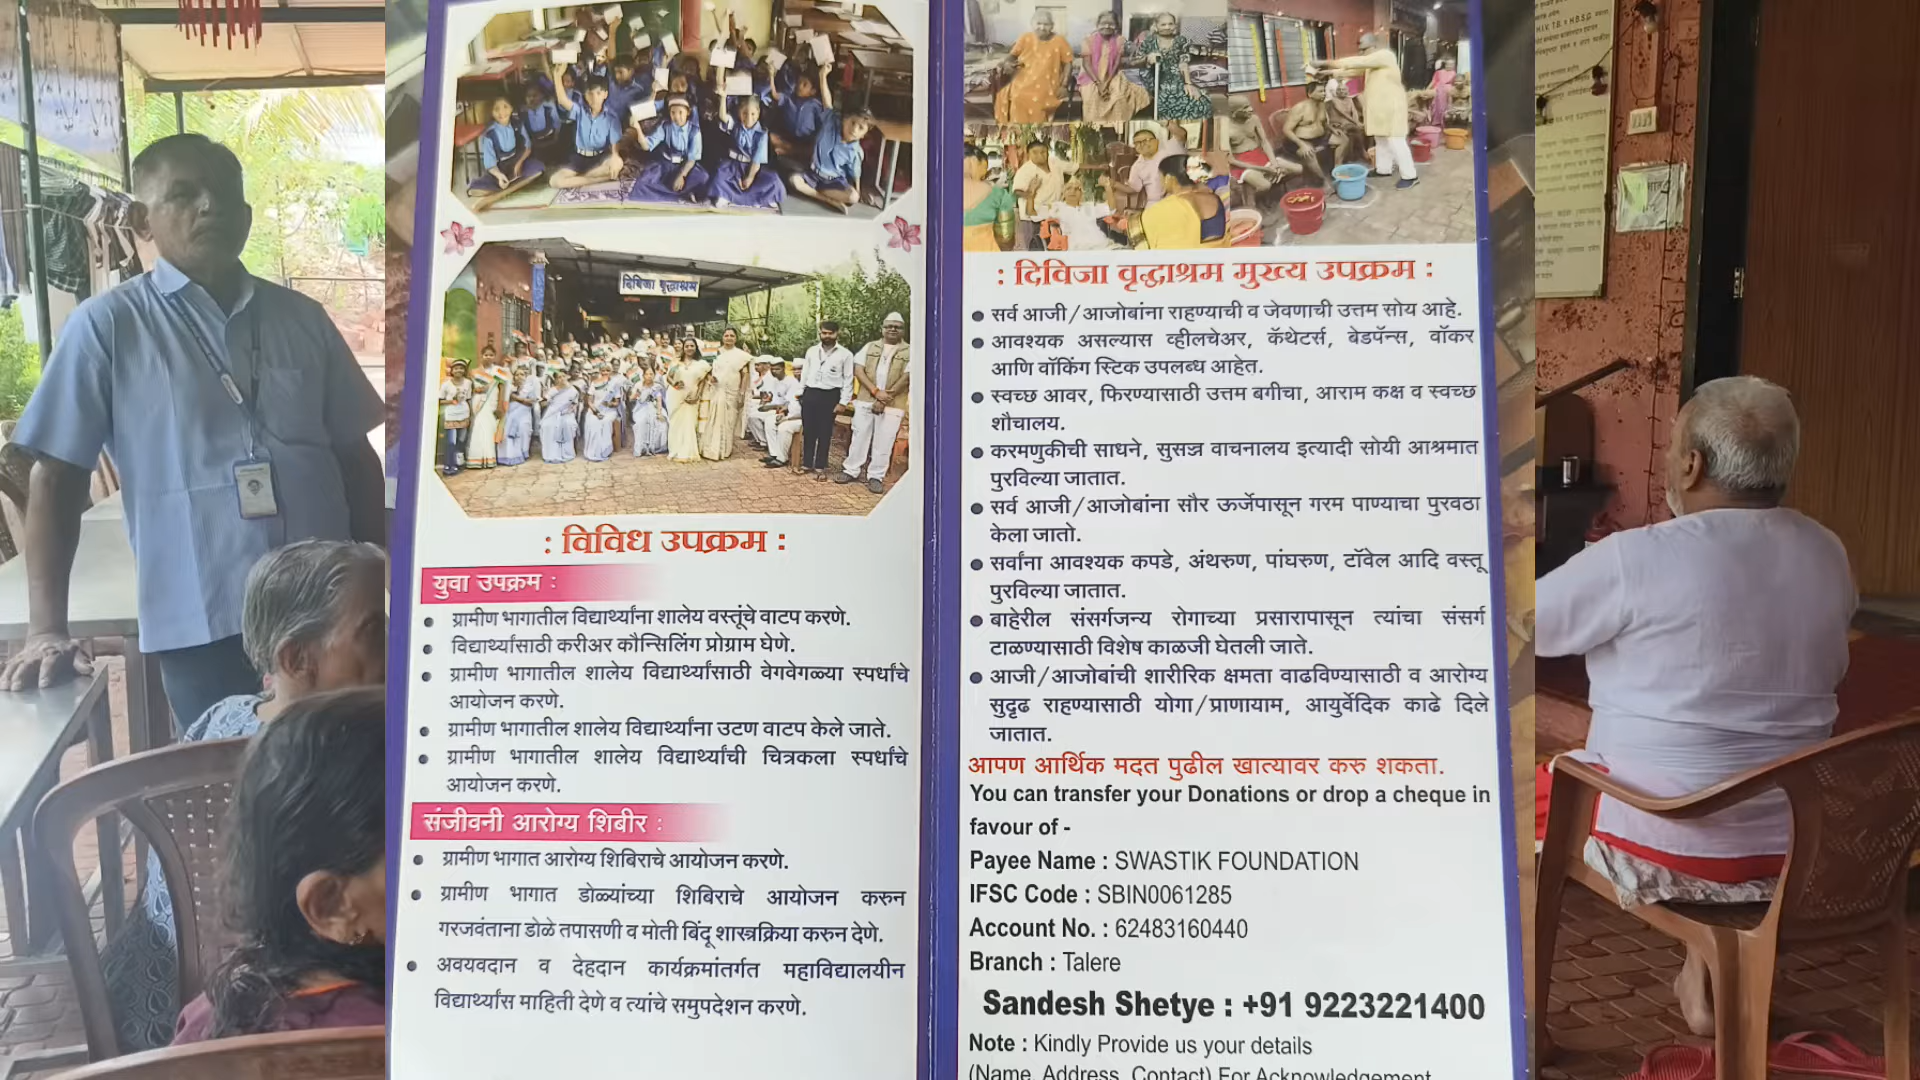 दिविजा वृद्धाश्रम
: विविध उपक्रम :
युवा उपक्रम :
● ग्रामीण भागातील विद्यार्थ्यांना शालेय वस्तूंचे वाटप करणे.
● विद्यार्थ्यांसाठी करीअर कौन्सिलिंग प्रोग्राम घेणे.
● ग्रामीण भागातील शालेय विद्यार्थ्यांसाठी वेगवेगळ्या स्पर्धांचे
आयोजन करणे.
● ग्रामीण भागातील शालेय विद्यार्थ्यांना उटण वाटप केले जाते.
● ग्रामीण भागातील शालेय विद्यार्थ्यांची चित्रकला स्पर्धांचे
आयोजन करणे.
संजीवनी आरोग्य शिबीर :
● ग्रामीण भागात आरोग्य शिबिराचे आयोजन करणे.
● ग्रामीण भागात डोळ्यांच्या शिबिराचे आयोजन करुन
गरजवंताना डोळे तपासणी व मोती बिंदू शास्त्रक्रिया करुन देणे.
● अवयवदान व देहदान कार्यक्रमांतर्गत महाविद्यालयीन
विद्यार्थ्यांस माहिती देणे व त्यांचे समुपदेशन करणे.
: दिविजा वृद्धाश्रम मुख्य उपक्रम :
● सर्व आजी/आजोबांना राहण्याची व जेवणाची उत्तम सोय आहे.
● आवश्यक असल्यास व्हीलचेअर, कॅथेटर्स, बेडपॅन्स, वॉकर
आणि वॉकिंग स्टिक उपलब्ध आहेत.
● स्वच्छ आवर, फिरण्यासाठी उत्तम बगीचा, आराम कक्ष व स्वच्छ
शौचालय.
● करमणुकीची साधने, सुसज्ज वाचनालय इत्यादी सोयी आश्रमात
पुरविल्या जातात.
● सर्व आजी/आजोबांना सौर ऊर्जेपासून गरम पाण्याचा पुरवठा
केला जातो.
● सर्वांना आवश्यक कपडे, अंथरुण, पांघरुण, टॉवेल आदि वस्तू
पुरविल्या जातात.
● बाहेरील संसर्गजन्य रोगाच्या प्रसारापासून त्यांचा संसर्ग
टाळण्यासाठी विशेष काळजी घेतली जाते.
● आजी/आजोबांची शारीरिक क्षमता वाढविण्यासाठी व आरोग्य
सुदृढ राहण्यासाठी योगा/प्राणायाम, आयुर्वेदिक काढे दिले
जातात.
आपण आर्थिक मदत पुढील खात्यावर करु शकता.
You can transfer your Donations or drop a cheque in
favour of -
Payee Name : SWASTIK FOUNDATION
IFSC Code : SBIN0061285
Account No. : 62483160440
Branch : Talere
Sandesh Shetye : +91 9223221400
Note : Kindly Provide us your details
(Name, Address, Contact) For Acknowledgement